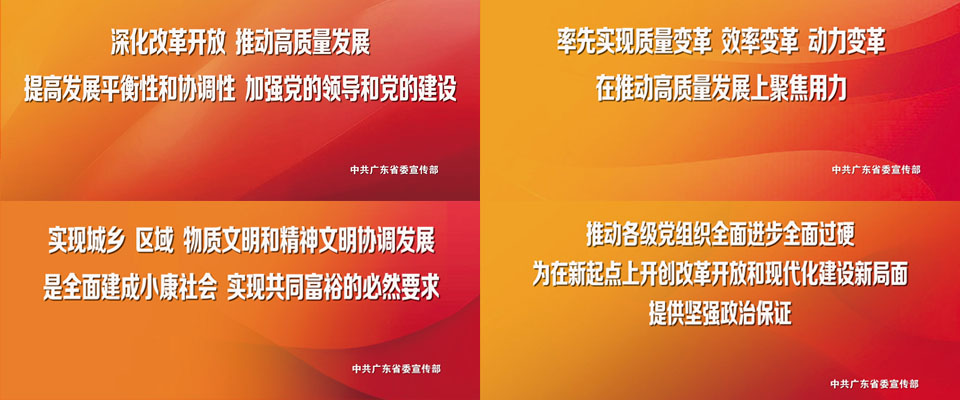 深化改革开放 推动高质量发展
提高发展平衡性和协调性 加强党的领导和党的建设
中共广东省委宣传部
率先实现质量变革 效率变革 动力变革
在推动高质量发展上聚焦用力
中共广东省委宣传部
实现城乡 区域 物质文明和精神文明协调发展
是全面建成小康社会 实现共同富裕的必然要求
中共广东省委宣传部
推动各级党组织全面进步全面过硬
为在新起点上开创改革开放和现代化建设新局面
提供坚强政治保证
中共广东省委宣传部